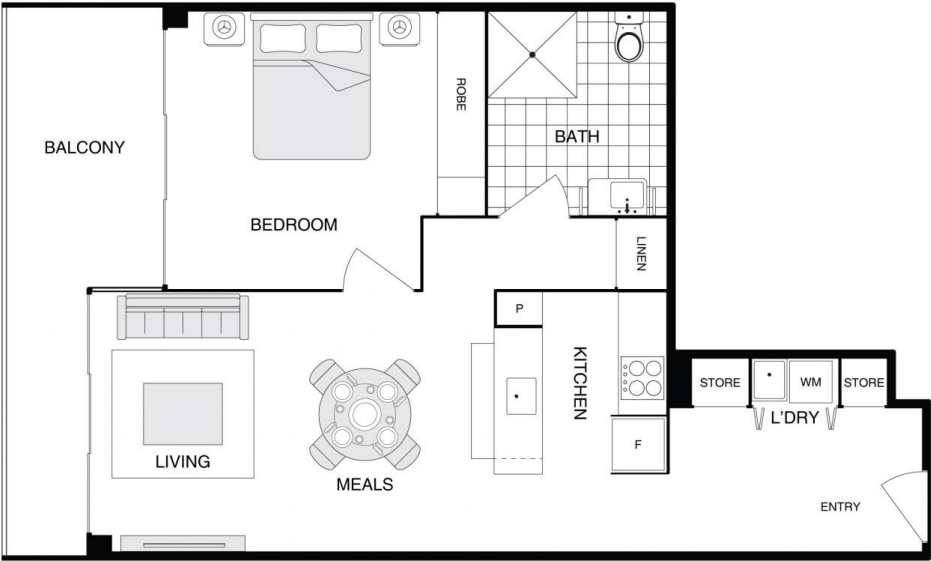 ROBE
BATH
BALCONY
BEDROOM
LINEN
P
KITCHEN
STORE
WM
STORE
L'DRY
F
LIVING
MEALS
ENTRY